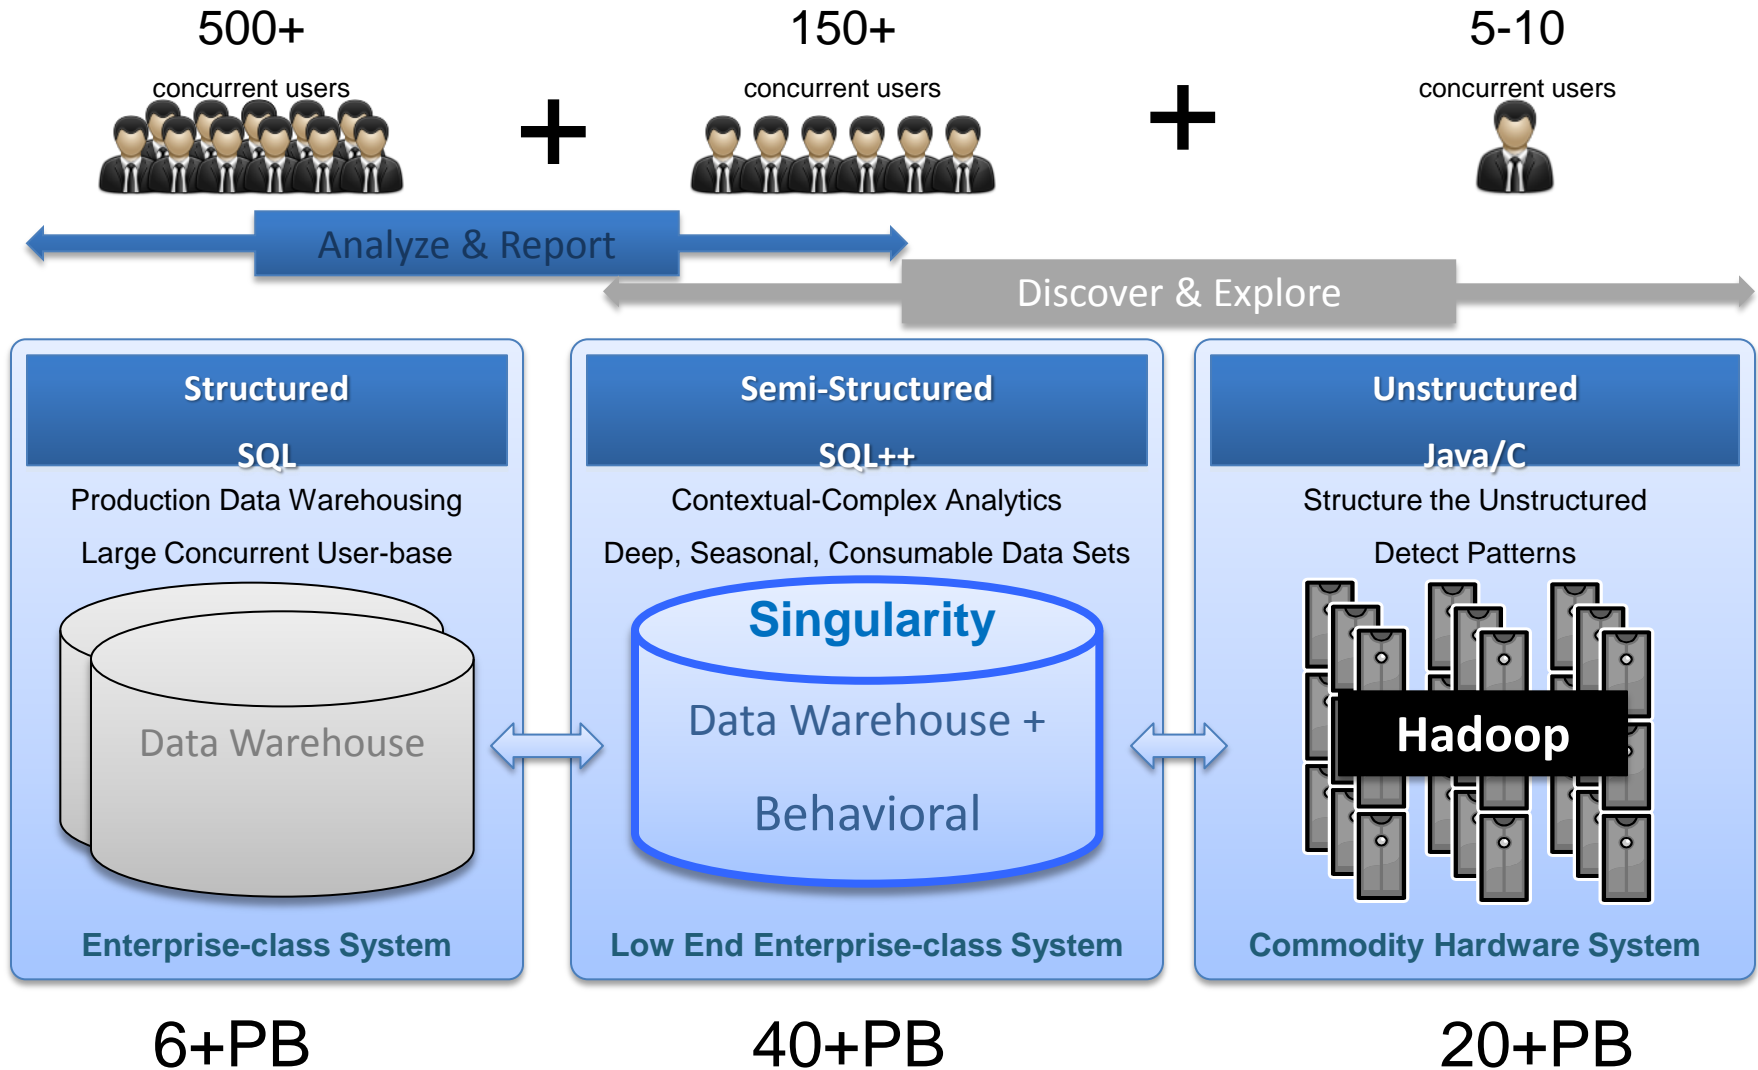 500+
concurrent users
+
150+
concurrent users
+
5-10
concurrent users
Analyze & Report
Discover & Explore
Structured
SQL
Production Data Warehousing
Large Concurrent User-base
Data Warehouse
Enterprise-class System
6+PB
Semi-Structured
SQL++
Contextual-Complex Analytics
Deep, Seasonal, Consumable Data Sets
Singularity
Data Warehouse +
Behavioral
Low End Enterprise-class System
40+PB
Unstructured
Java/C
Structure the Unstructured
Detect Patterns
Hadoop
Commodity Hardware System
20+PB